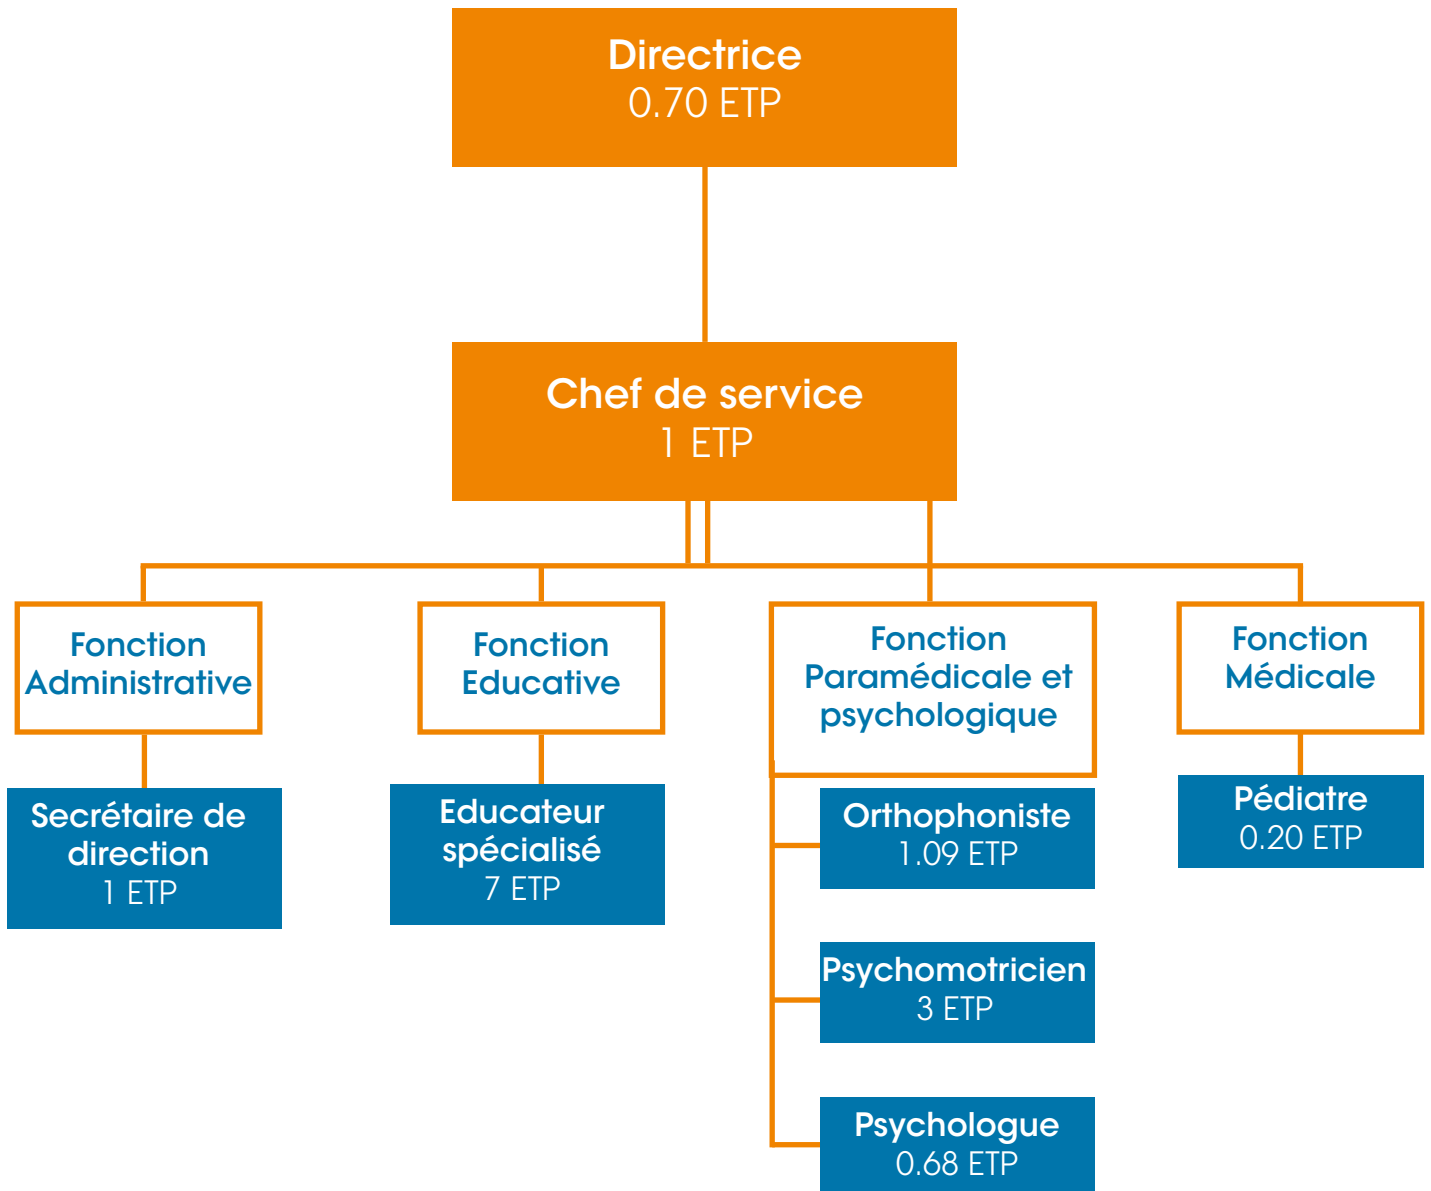 Directrice
0.70 ETP
Chef de service
1 ETP
Fonction
Administrative
Fonction
Educative
Fonction
Paramédicale et
psychologique
Fonction
Médicale
Secrétaire de
direction
1 ETP
Educateur
spécialisé
7 ETP
Orthophoniste
1.09 ETP
Psychomotricien
3 ETP
Psychologue
0.68 ETP
Pédiatre
0.20 ETP